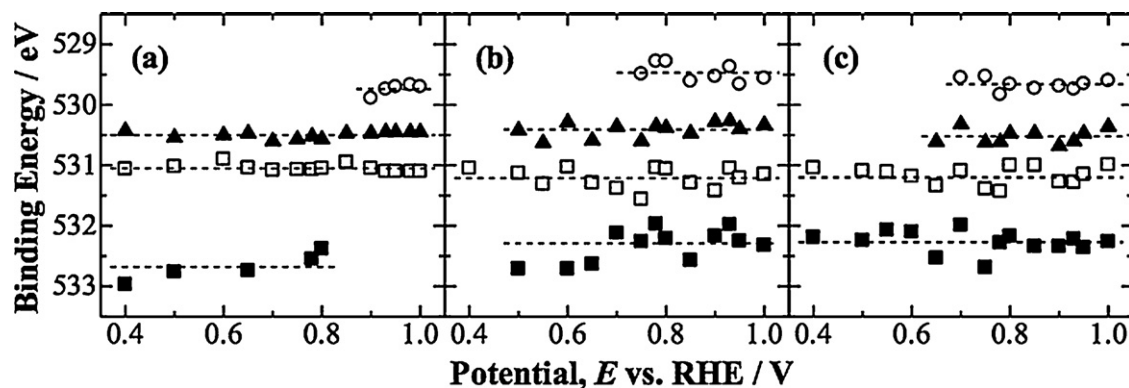 529
530
531
532
533
Binding Energy / eV
(a) (b) (c)
0.4 0.6 0.8 1.0 0.4 0.6 0.8 1.0 0.4 0.6 0.8 1.0
Potential, E vs. RHE / V